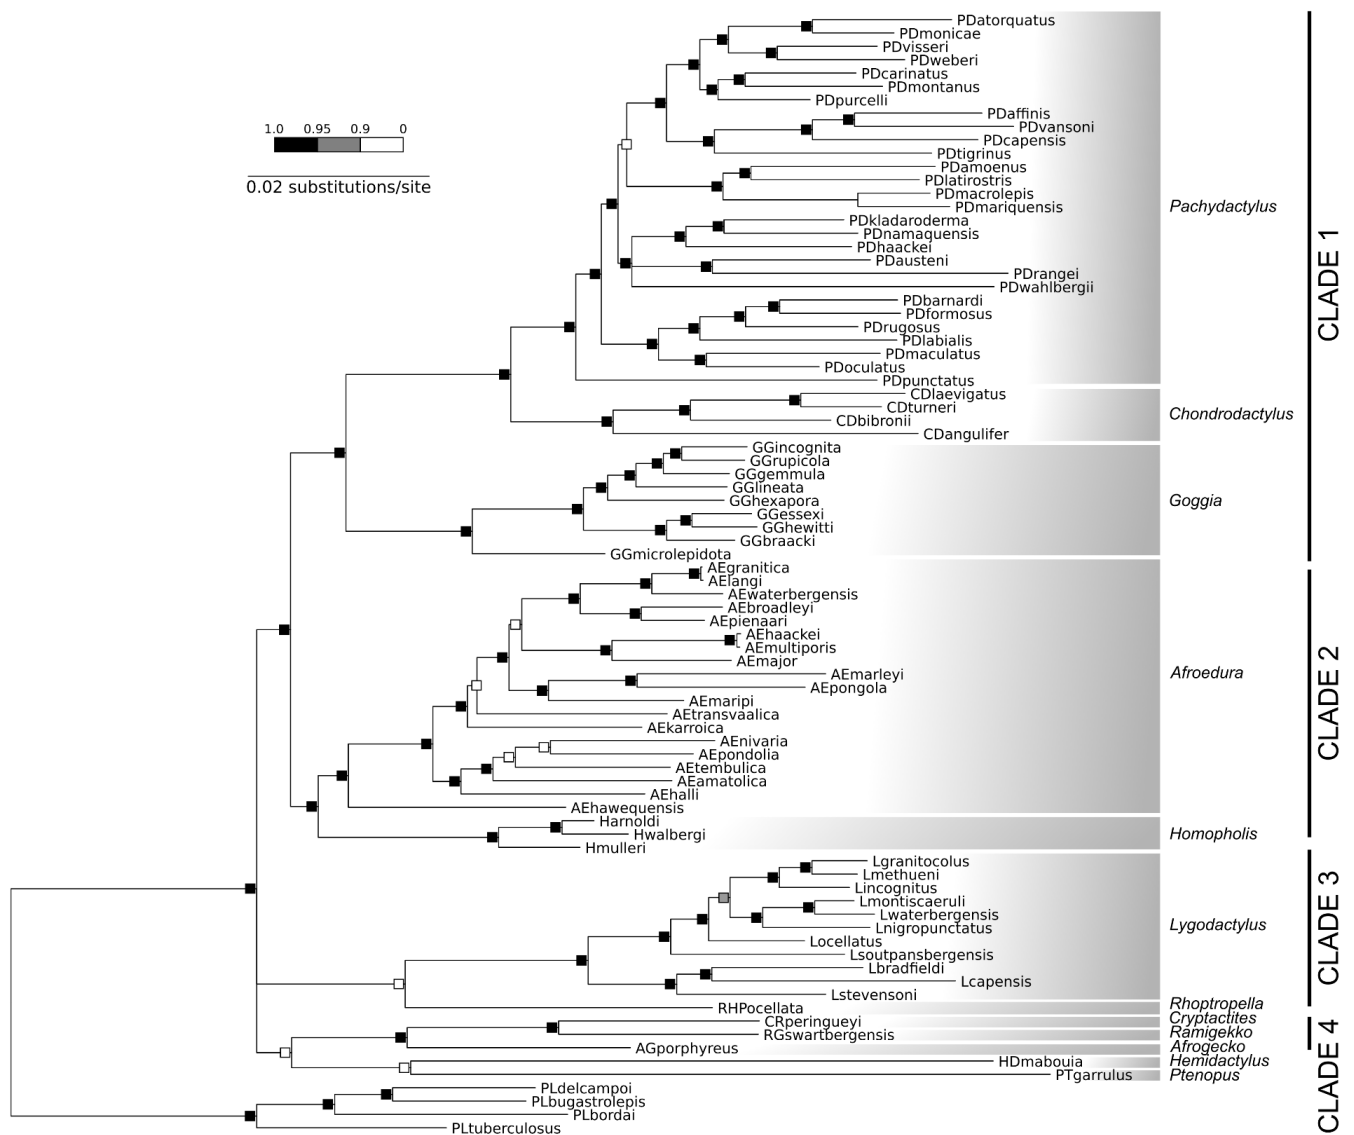 PDatorquatus
PDmonicae
PDvisseri
PDweberi
PDcarinatus
PDmontanus
PDpurcelli
PDaffinis
PDvansoni
PDcapensis
PDtigrinus
PDamoenus
PDlatirostris
PDmacrolepis
PDmariquensis
PDkladaroderma
PDnamaquensis
PDhaackei
PDausteni
PDrangei
PDwahlbergii
PDbarnardi
PDformosus
PDrugosus
PDlabialis
PDmaculatus
PDoculatus
PDpunctatus
CDlaevigatus
CDturneri
CDbibronii
CDangulifer
GGincognita
GGrupicola
GGgemmula
GGlineata
GGhexapora
GGessexi
GGhewitti
GGbraacki
GGmicrolepidota
AEgranitica
AElangi
AEwaterbergensis
AEbroadleyi
AEpienaari
AEhaackei
AEmultiporis
AEmajor
AEmarleyi
AEpongola
AEmaripi
AEtransvaalica
AEkarroica
AEnivaria
AEpondolia
AEtembulica
AEamatolica
AEhalli
AEhawequensis
Harnoldi
Hwalbergi
Hmulleri
Lgranitocolus
Lmethueni
Lincognitus
Lmontiscaeruli
Lwaterbergensis
Lnigropunctatus
Locellatus
Lsoutpansbergensis
Lbradfieldi
Lcapensis
Lstevensoni
RHPocellata
CRperingueyi
RGswartbergensis
AGporphyreus
HDmabouia
PTgarrulus
PLdelcampoi
PLbugastrolepis
PLbordai
PLtuberculosus
1.0 0.95 0.9 0
0.02 substitutions/site
Pachydactylus
Chondrodactylus
Goggia
Afroedura
Homopholis
Lygodactylus
Rhoptropella
Cryptactites
Ramigekko
Afrogecko
Hemidactylus
Ptenopus
CLADE 1
CLADE 2
CLADE 3
CLADE 4